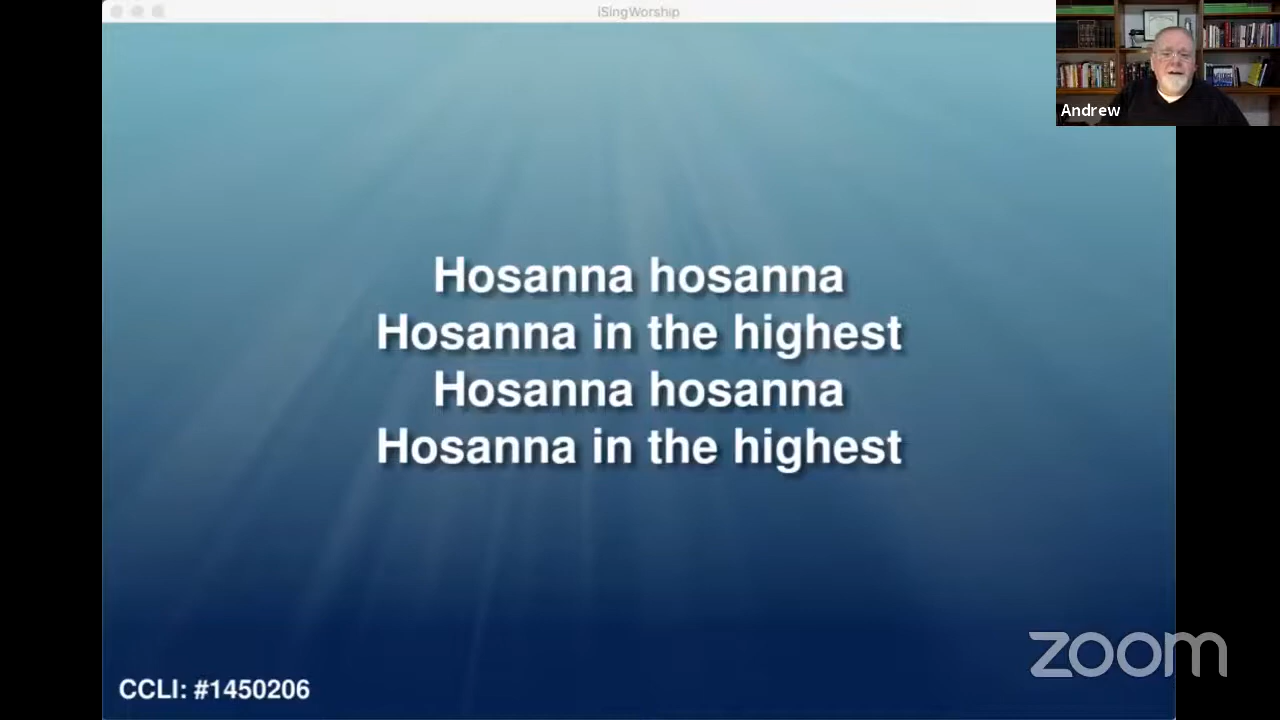 iSingWorship
Andrew
Hosanna hosanna
Hosanna in the highest
Hosanna hosanna
Hosanna in the highest
zoom
CCLI: #1450206